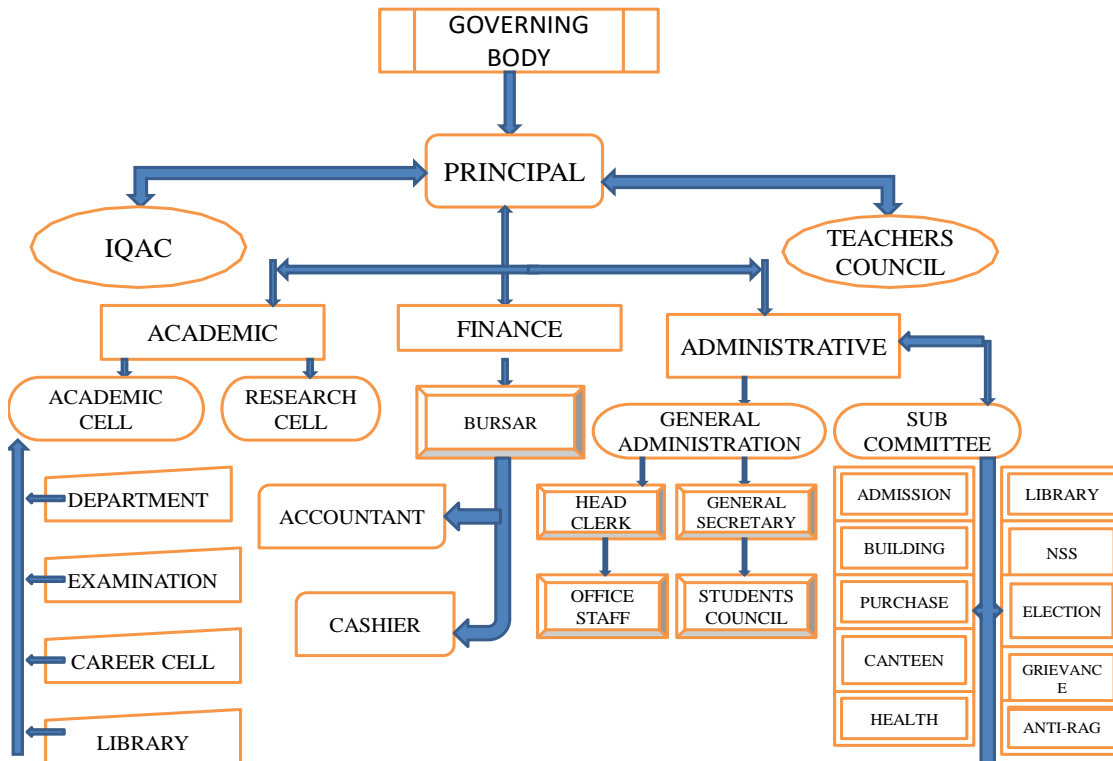 GOVERNING
BODY
PRINCIPAL
IQAC
TEACHERS
COUNCIL
ACADEMIC
FINANCE
ADMINISTRATIVE
ACADEMIC
CELL
RESEARCH
CELL
BURSAR
GENERAL
ADMINISTRATION
SUB
COMMITTEE
DEPARTMENT
EXAMINATION
CAREER CELL
LIBRARY
ACCOUNTANT
CASHIER
HEAD
CLERK
GENERAL
SECRETARY
OFFICE
STAFF
STUDENTS
COUNCIL
ADMISSION
BUILDING
PURCHASE
CANTEEN
HEALTH
LIBRARY
NSS
ELECTION
GRIEVANC
E
ANTI-RAG